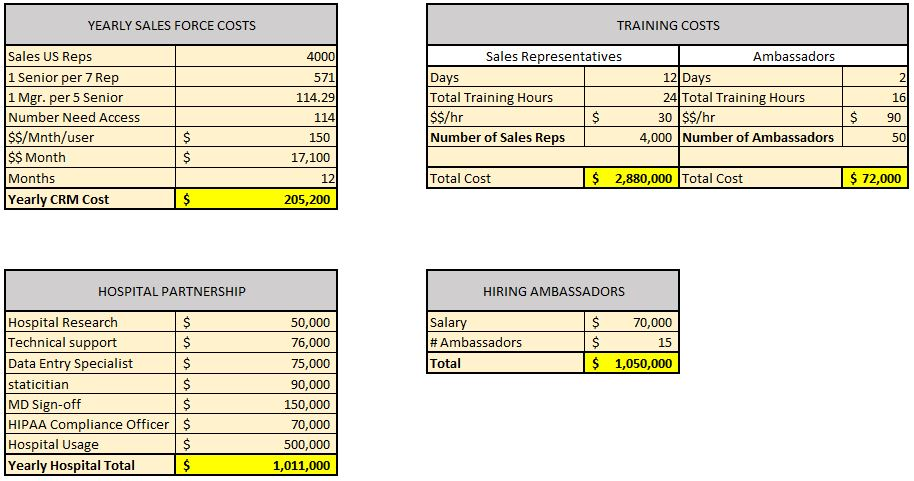 YEARLY SALES FORCE COSTS
Sales US Reps 4000
1 Senior per 7 Rep 571
1 Mgr. per 5 Senior 114.29
Number Need Access 114
$$/Mnth/user $ 150
$$ Month $ 17,100
Months 12
Yearly CRM Cost $ 205,200
TRAINING COSTS
Sales Representatives Ambassadors
Days 12 Days 2
Total Training Hours 24 Total Training Hours 16
$$/hr $ 30 $$/hr $ 90
Number of Sales Reps 4,000 Number of Ambassadors 50
Total Cost $ 2,880,000 Total Cost $ 72,000
HOSPITAL PARTNERSHIP
Hospital Research $ 50,000
Technical support $ 76,000
Data Entry Specialist $ 75,000
staticitian $ 90,000
MD Sign-off $ 150,000
HIPAA Compliance Officer $ 70,000
Hospital Usage $ 500,000
Yearly Hospital Total $ 1,011,000
HIRING AMBASSADORS
Salary $ 70,000
# Ambassadors $ 15
Total $ 1,050,000